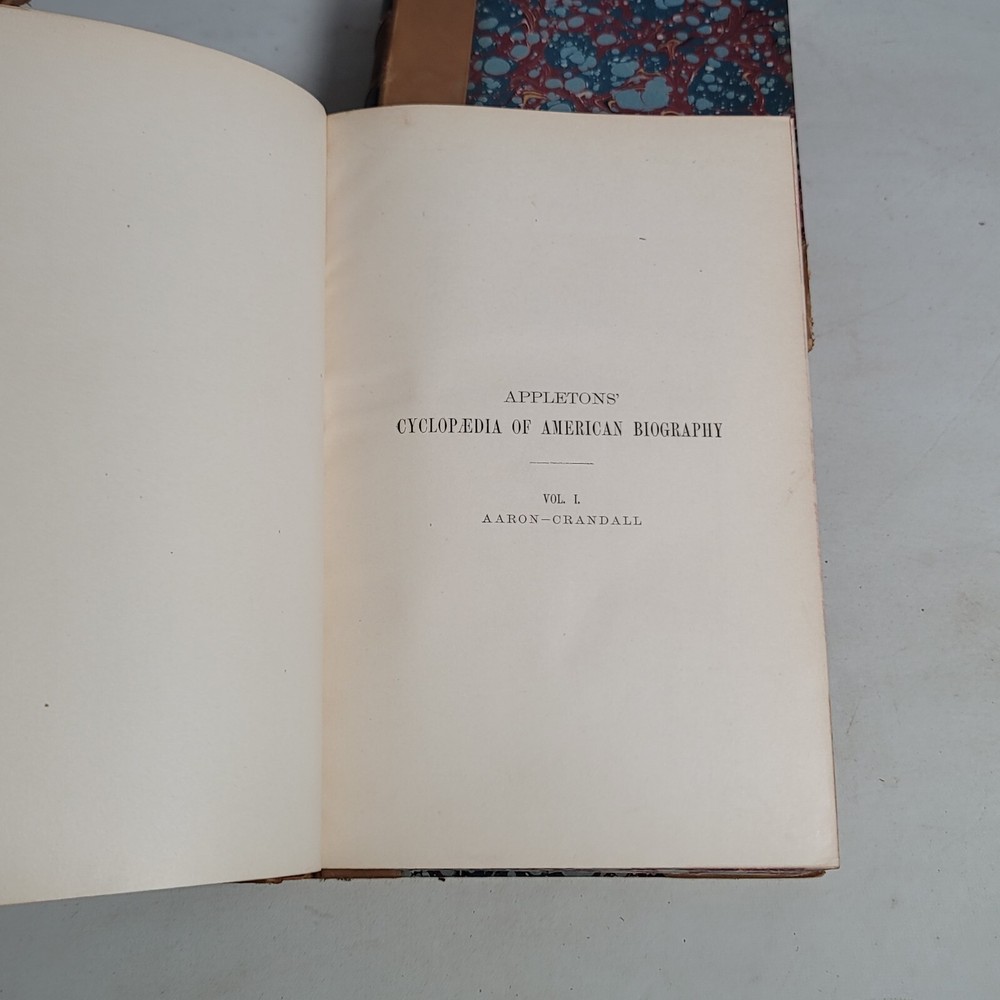 APPLETONS'
CYCLOPÆDIA OF AMERICAN BIOGRAPHY
VOL. I.
AARON–CRANDALL